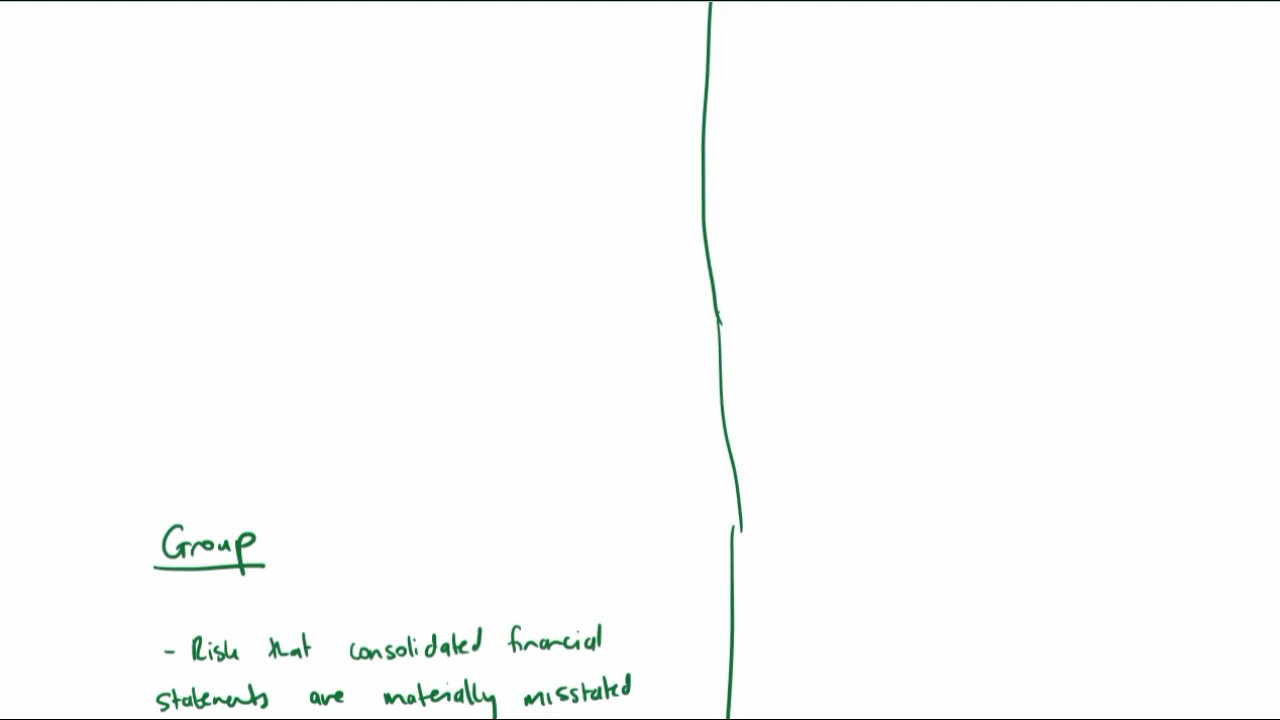 Group
- Risk that consolidated financial
statements are materially misstated